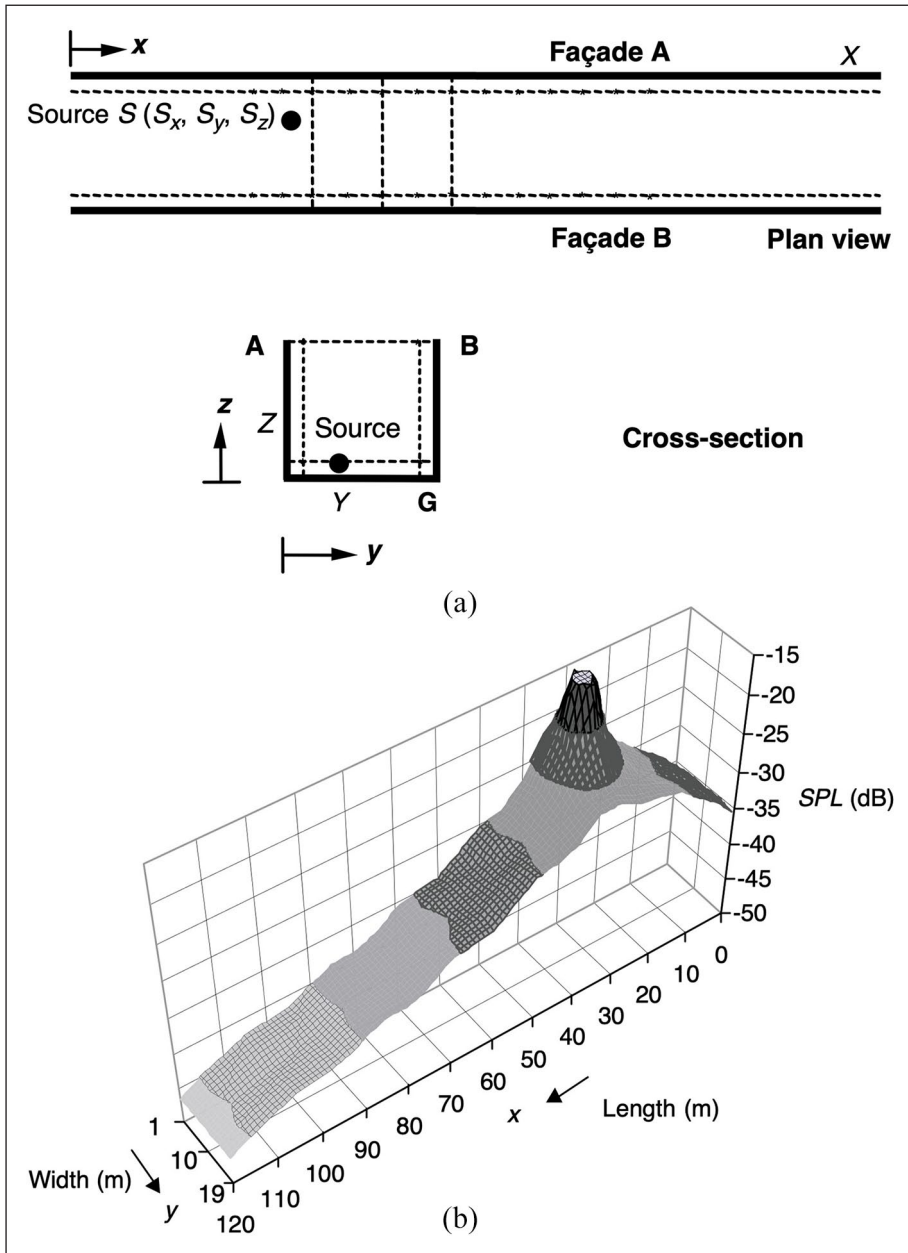 x
Façade A
X
Source S (Sx, Sy, Sz)
Façade B
Plan view
A
B
z
Z
Source
Cross-section
Y
G
y
(a)
-15
-20
-25
-30
SPL (dB)
-35
-40
-45
-50
0
10
20
30
40
50
60
70
80
90
100
110
120
x
Length (m)
1
10
19
Width (m)
y
(b)